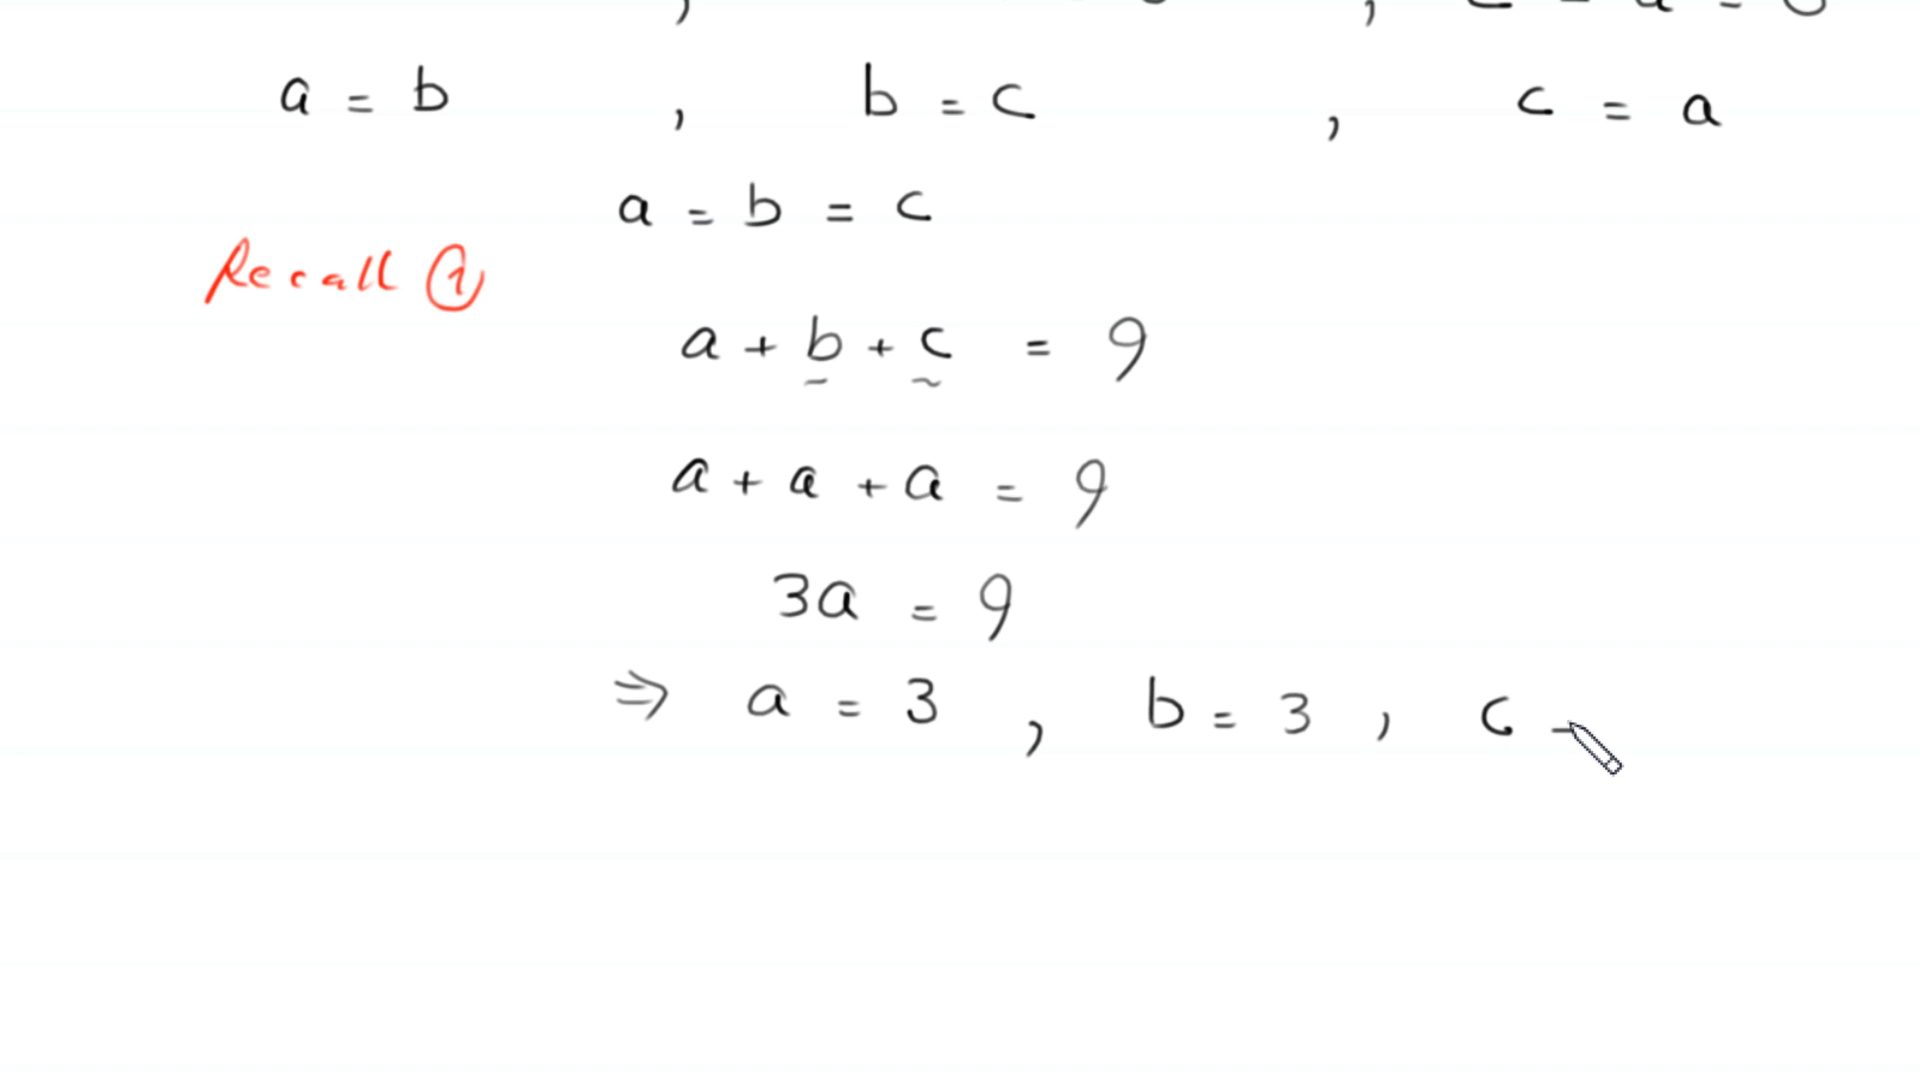 a = b , b = c , c = a
a = b = c
Recall ①
a + b + c = 9
a + a + a = 9
3a = 9
⇒ a = 3 , b = 3 , c -